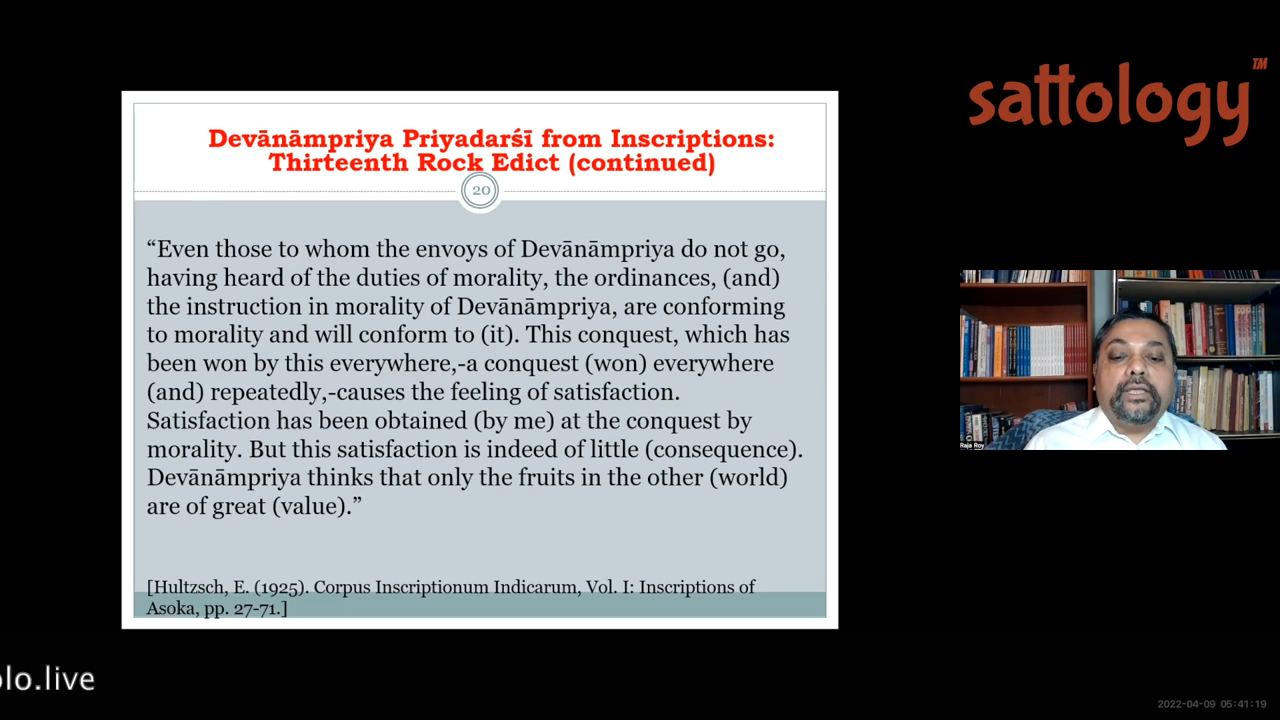 sattology™
Devānāmpriya Priyadarśī from Inscriptions:
Thirteenth Rock Edict (continued)
20
“Even those to whom the envoys of Devānāmpriya do not go,
having heard of the duties of morality, the ordinances, (and)
the instruction in morality of Devānāmpriya, are conforming
to morality and will conform to (it). This conquest, which has
been won by this everywhere,-a conquest (won) everywhere
(and) repeatedly,-causes the feeling of satisfaction.
Satisfaction has been obtained (by me) at the conquest by
morality. But this satisfaction is indeed of little (consequence).
Devānāmpriya thinks that only the fruits in the other (world)
are of great (value).”
[Hultzsch, E. (1925). Corpus Inscriptionum Indicarum, Vol. I: Inscriptions of
Asoka, pp. 27-71.]
Raja Roy
olo.live
2022-04-09 05:41:19